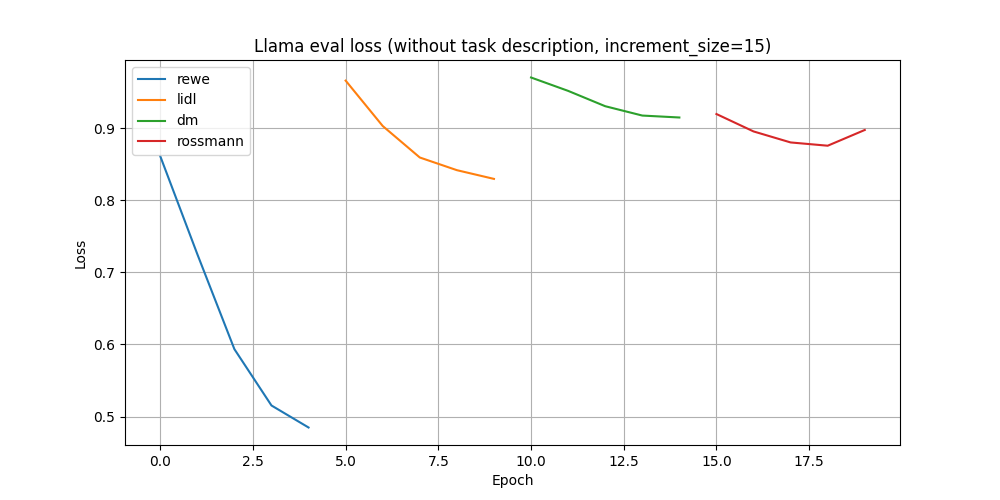 Llama eval loss (without task description, increment_size=15)
rewe
lidl
dm
rossmann
0.9
0.8
0.7
0.6
0.5
Loss
0.0 2.5 5.0 7.5 10.0 12.5 15.0 17.5
Epoch